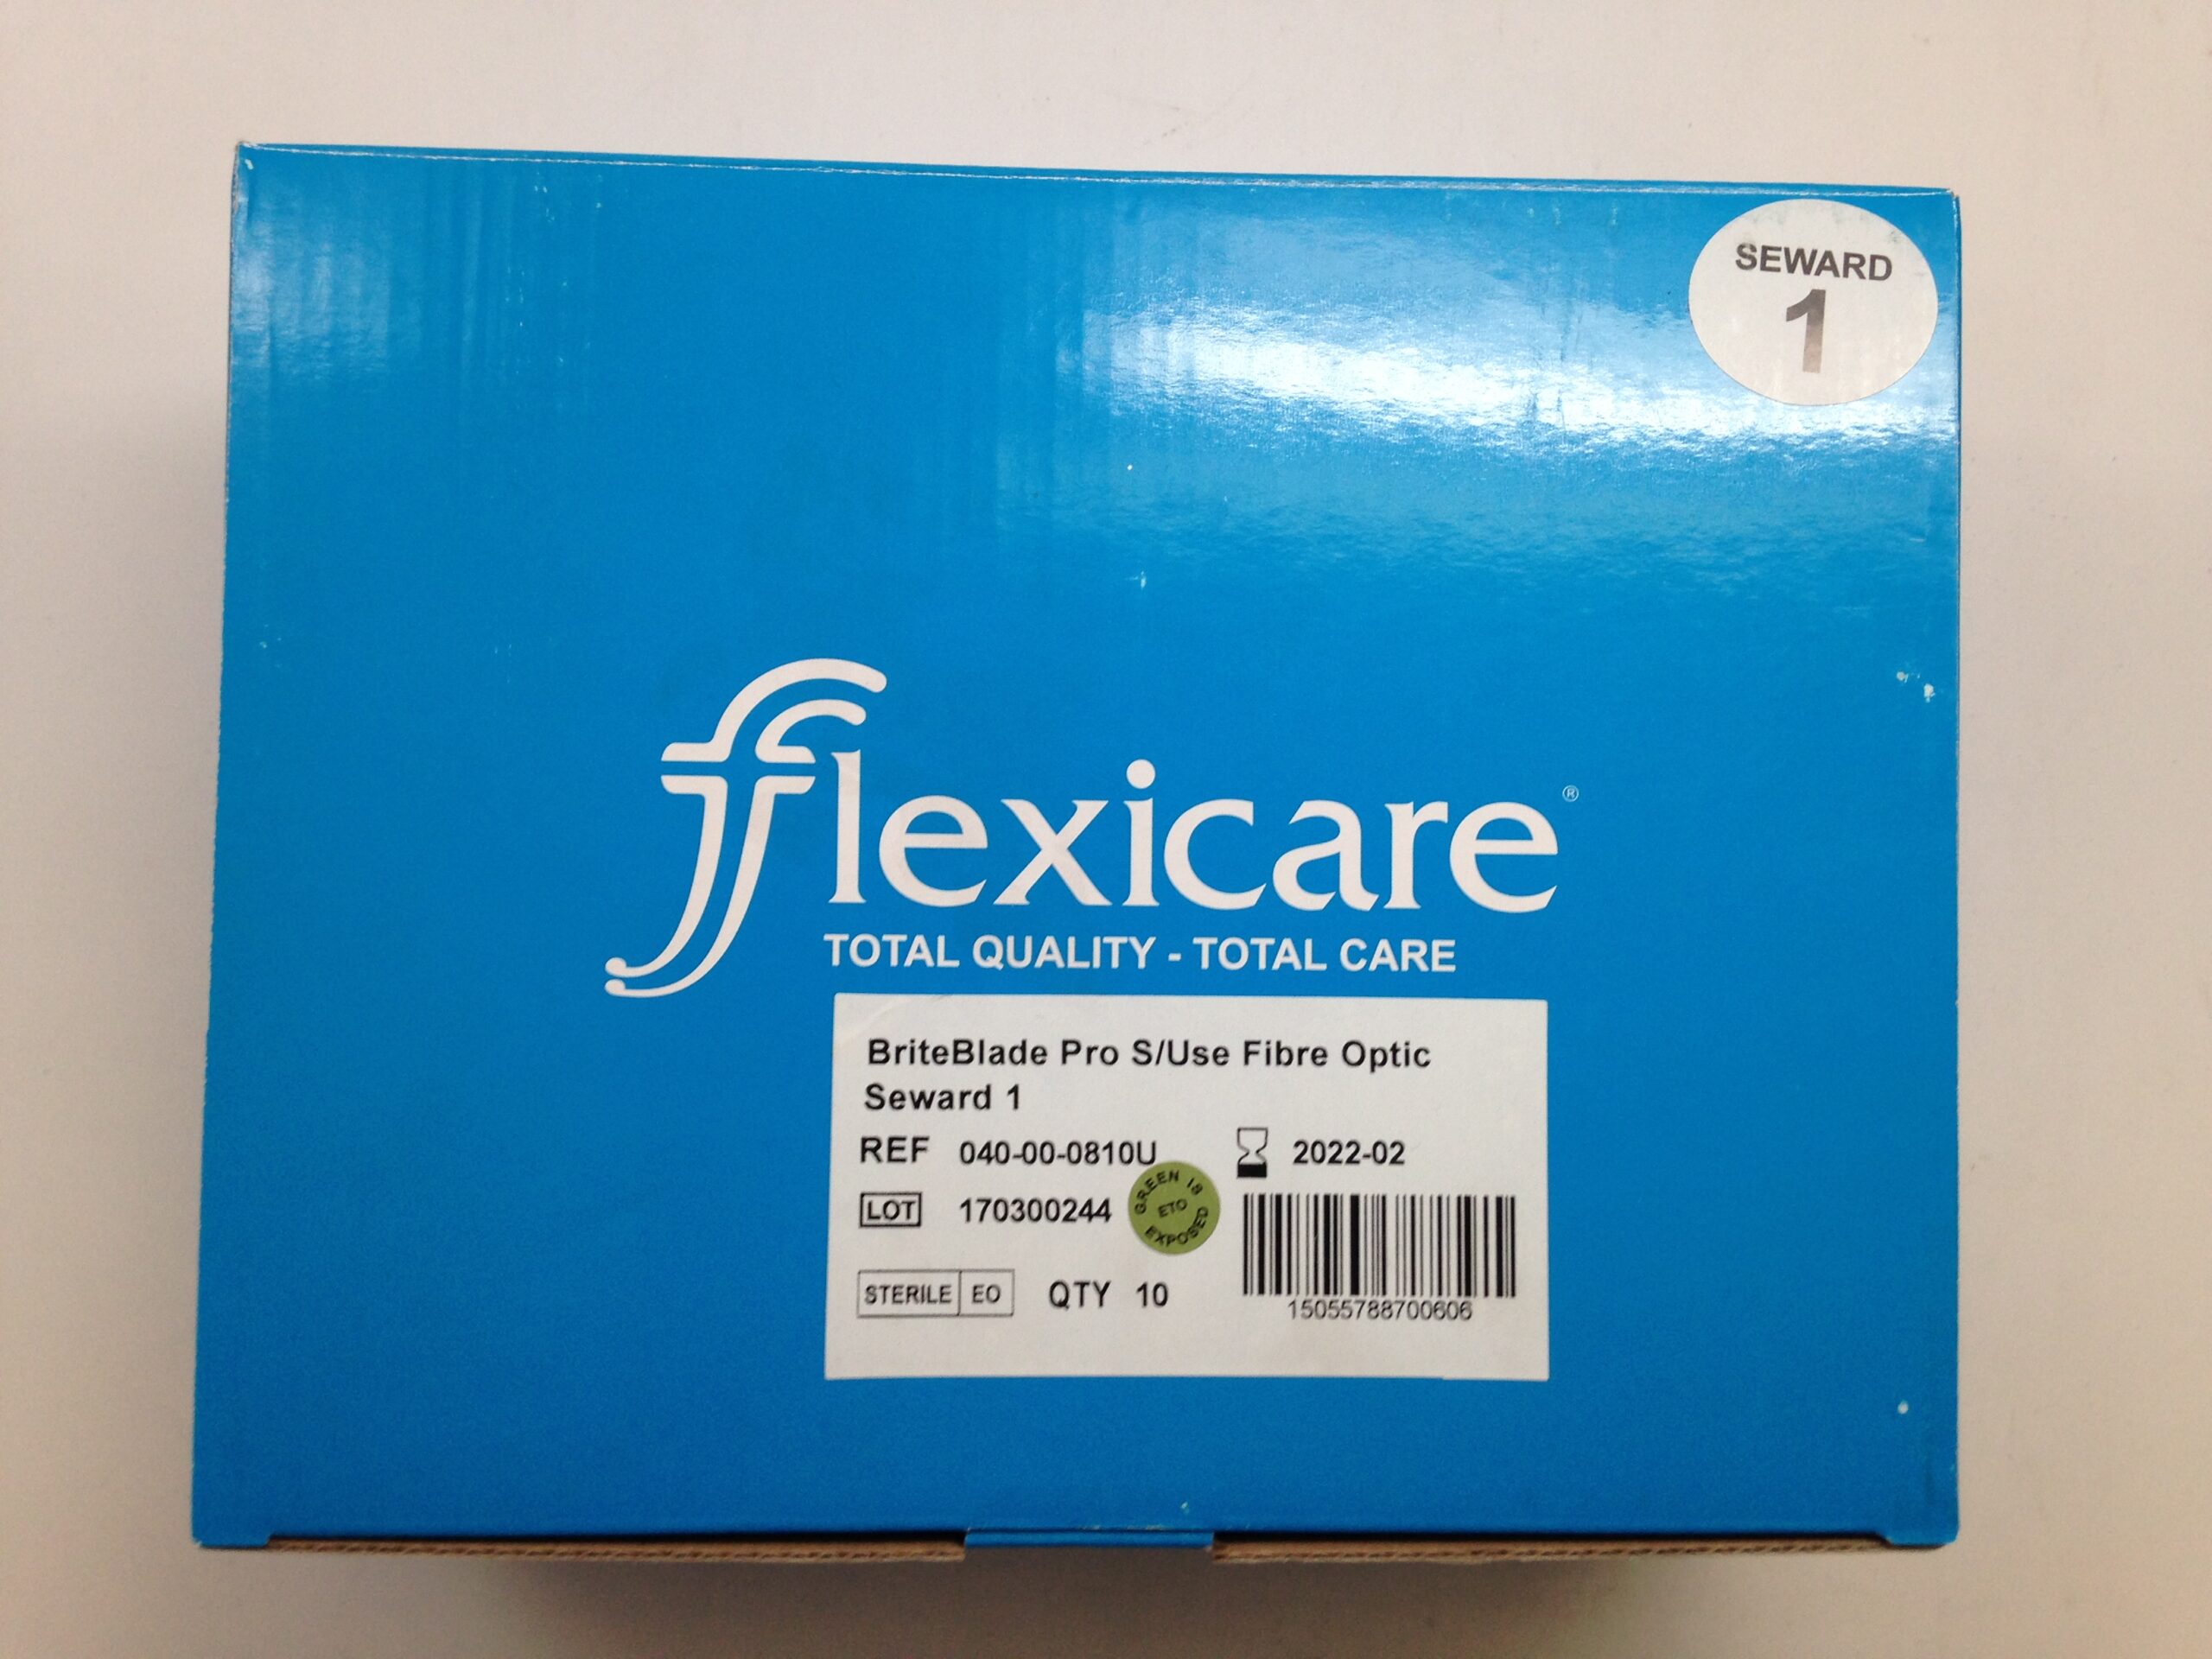 SEWARD
1
flexicare®
TOTAL QUALITY - TOTAL CARE
BriteBlade Pro S/Use Fibre Optic
Seward 1
REF 040-00-0810U 2022-02
LOT 170300244
GREEN IS
ETO
EXPOSED
STERILE EO QTY 10
15055788700606